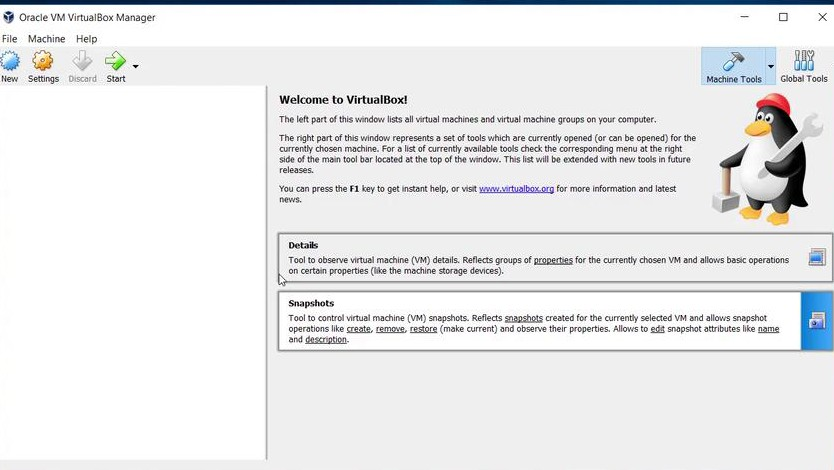 Oracle VM VirtualBox Manager
File Machine Help
New Settings Discard Start Machine Tools Global Tools
Welcome to VirtualBox!
The left part of this window lists all virtual machines and virtual machine groups on your computer.
The right part of this window represents a set of tools which are currently opened (or can be opened) for the
currently chosen machine. For a list of currently available tools check the corresponding menu at the right
side of the main tool bar located at the top of the window. This list will be extended with new tools in future
releases.
You can press the F1 key to get instant help, or visit www.virtualbox.org for more information and latest
news.
Details
Tool to observe virtual machine (VM) details. Reflects groups of properties for the currently chosen VM and allows basic operations
on certain properties (like the machine storage devices).
Snapshots
Tool to control virtual machine (VM) snapshots. Reflects snapshots created for the currently selected VM and allows snapshot
operations like create, remove, restore (make current) and observe their properties. Allows to edit snapshot attributes like name
and description.